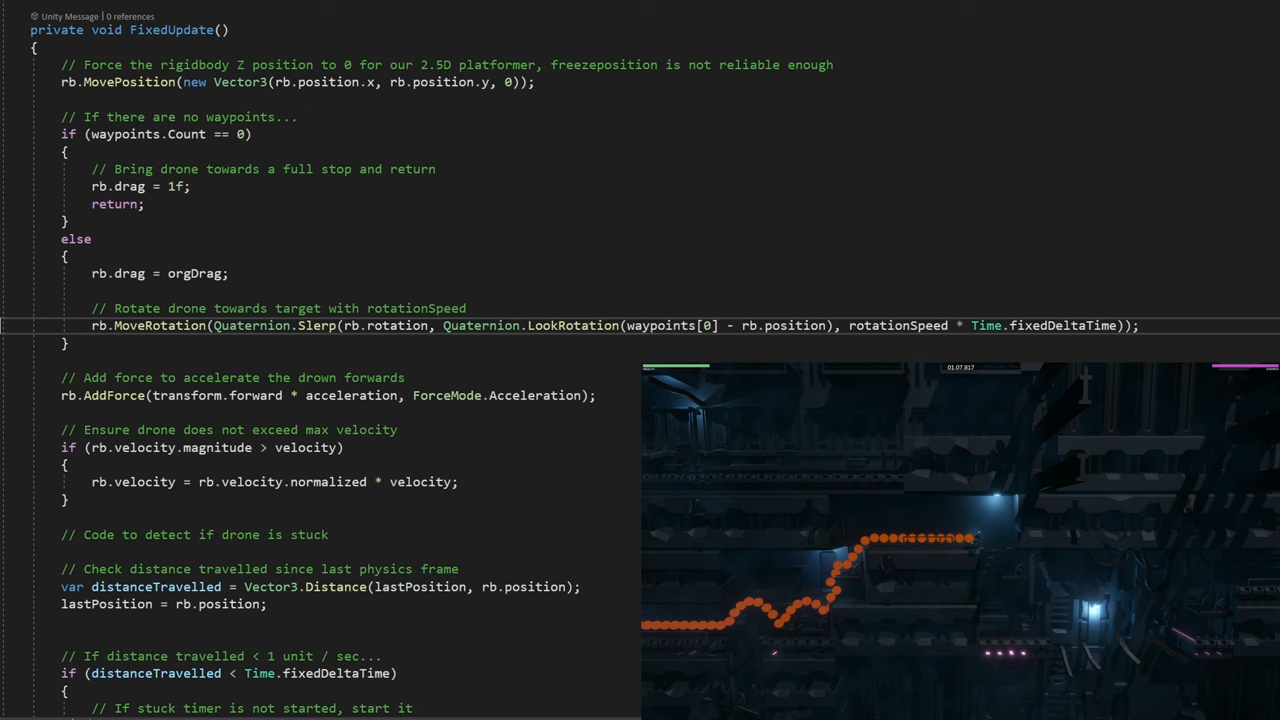 Unity Message | 0 references
private void FixedUpdate()
{
// Force the rigidbody Z position to 0 for our 2.5D platformer, freezeposition is not reliable enough
rb.MovePosition(new Vector3(rb.position.x, rb.position.y, 0));
// If there are no waypoints...
if (waypoints.Count == 0)
{
// Bring drone towards a full stop and return
rb.drag = 1f;
return;
}
else
{
rb.drag = orgDrag;
// Rotate drone towards target with rotationSpeed
rb.MoveRotation(Quaternion.Slerp(rb.rotation, Quaternion.LookRotation(waypoints[0] - rb.position), rotationSpeed * Time.fixedDeltaTime));
}
// Add force to accelerate the drown forwards
rb.AddForce(transform.forward * acceleration, ForceMode.Acceleration);
// Ensure drone does not exceed max velocity
if (rb.velocity.magnitude > velocity)
{
rb.velocity = rb.velocity.normalized * velocity;
}
// Code to detect if drone is stuck
// Check distance travelled since last physics frame
var distanceTravelled = Vector3.Distance(lastPosition, rb.position);
lastPosition = rb.position;
// If distance travelled < 1 unit / sec...
if (distanceTravelled < Time.fixedDeltaTime)
{
// If stuck timer is not started, start it
01.07.817